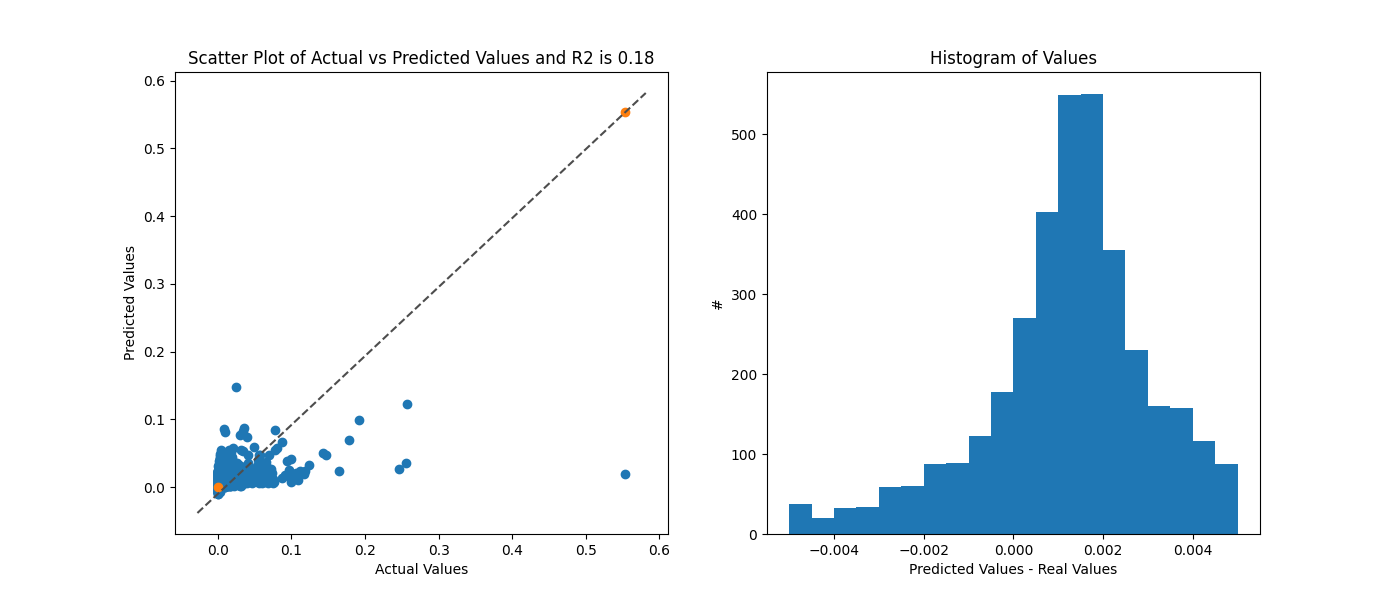 Scatter Plot of Actual vs Predicted Values and R2 is 0.18
0.6
0.5
0.4
0.3
0.2
0.1
0.0
Predicted Values
0.0 0.1 0.2 0.3 0.4 0.5 0.6
Actual Values
Histogram of Values
500
400
300
200
100
0
#
−0.004 −0.002 0.000 0.002 0.004
Predicted Values - Real Values